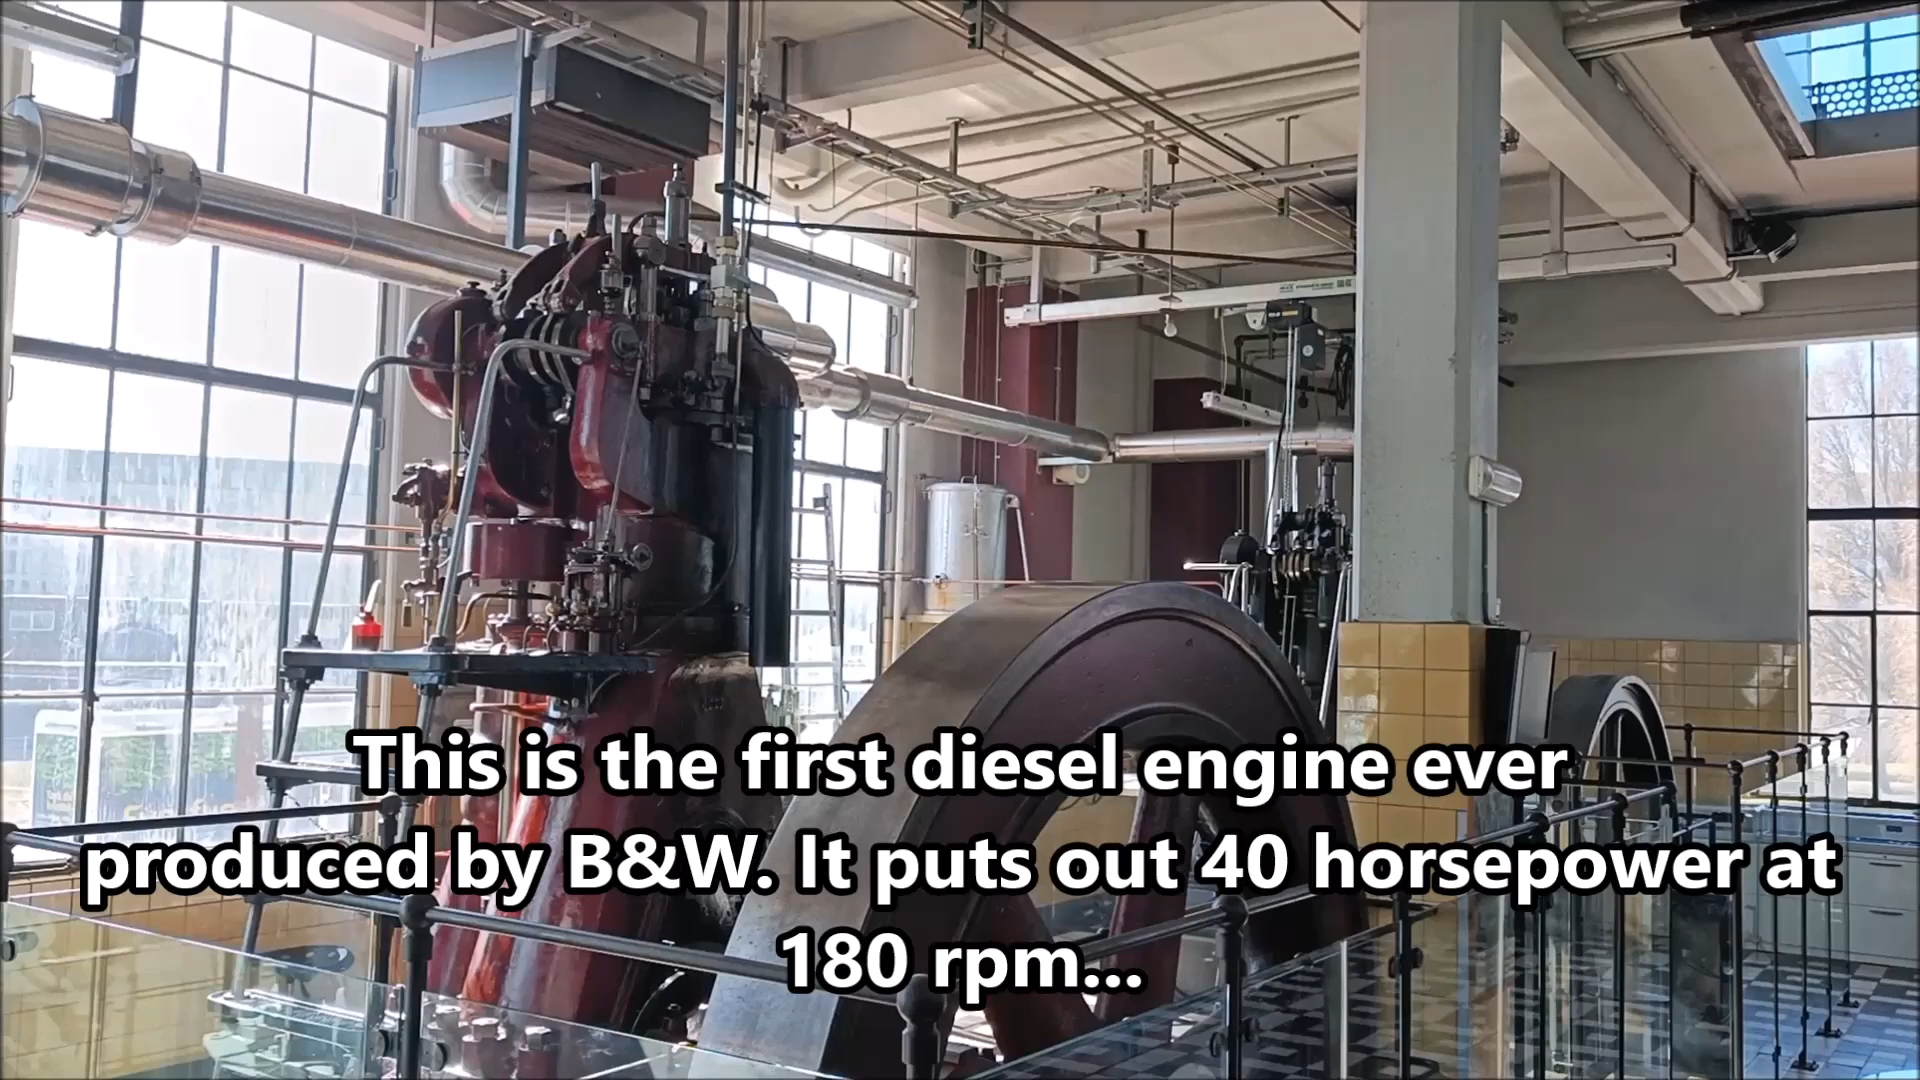 This is the first diesel engine ever
produced by B&W. It puts out 40 horsepower at
180 rpm...